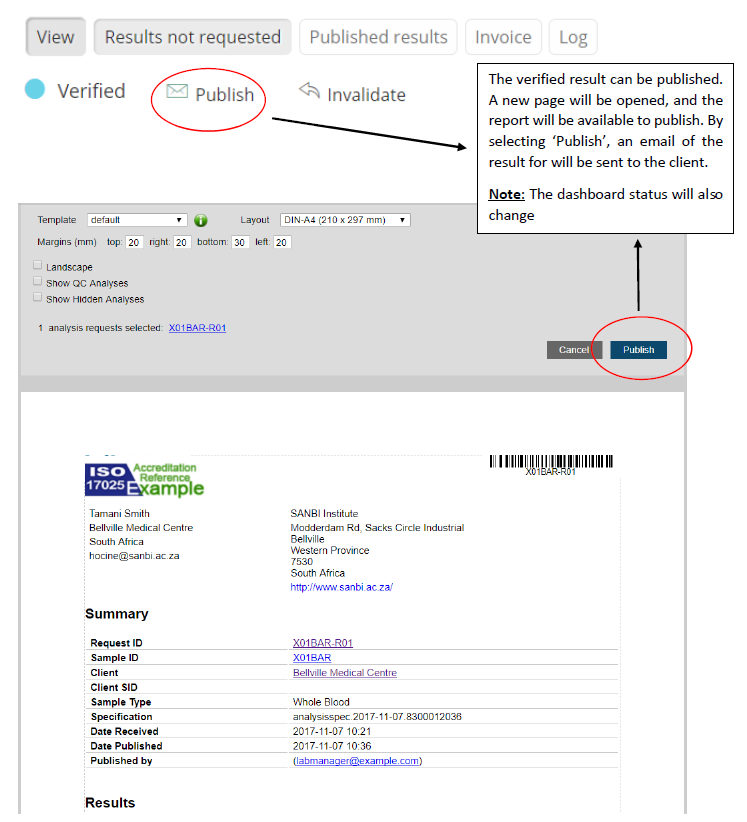 View Results not requested Published results Invoice Log
Verified Publish Invalidate
The verified result can be published.
A new page will be opened, and the
report will be available to publish. By
selecting ‘Publish’, an email of the
result for will be sent to the client.
Note: The dashboard status will also
change
Template default Layout DIN-A4 (210 x 297 mm)
Margins (mm) top: 20 right: 20 bottom: 30 left: 20
Landscape
Show QC Analyses
Show Hidden Analyses
1 analysis requests selected: X01BAR-R01
Cancel Publish
ISO 17025 Accreditation
Reference
Example
X01BAR-R01
Tamani Smith
Bellville Medical Centre
South Africa
hocine@sanbi.ac.za
SANBI Institute
Modderdam Rd, Sacks Circle Industrial
Bellville
Western Province
7530
South Africa
http://www.sanbi.ac.za/
Summary
Request ID X01BAR-R01
Sample ID X01BAR
Client Bellville Medical Centre
Client SID
Sample Type Whole Blood
Specification analysisspec.2017-11-07.8300012036
Date Received 2017-11-07 10:21
Date Published 2017-11-07 10:36
Published by (labmanager@example.com)
Results